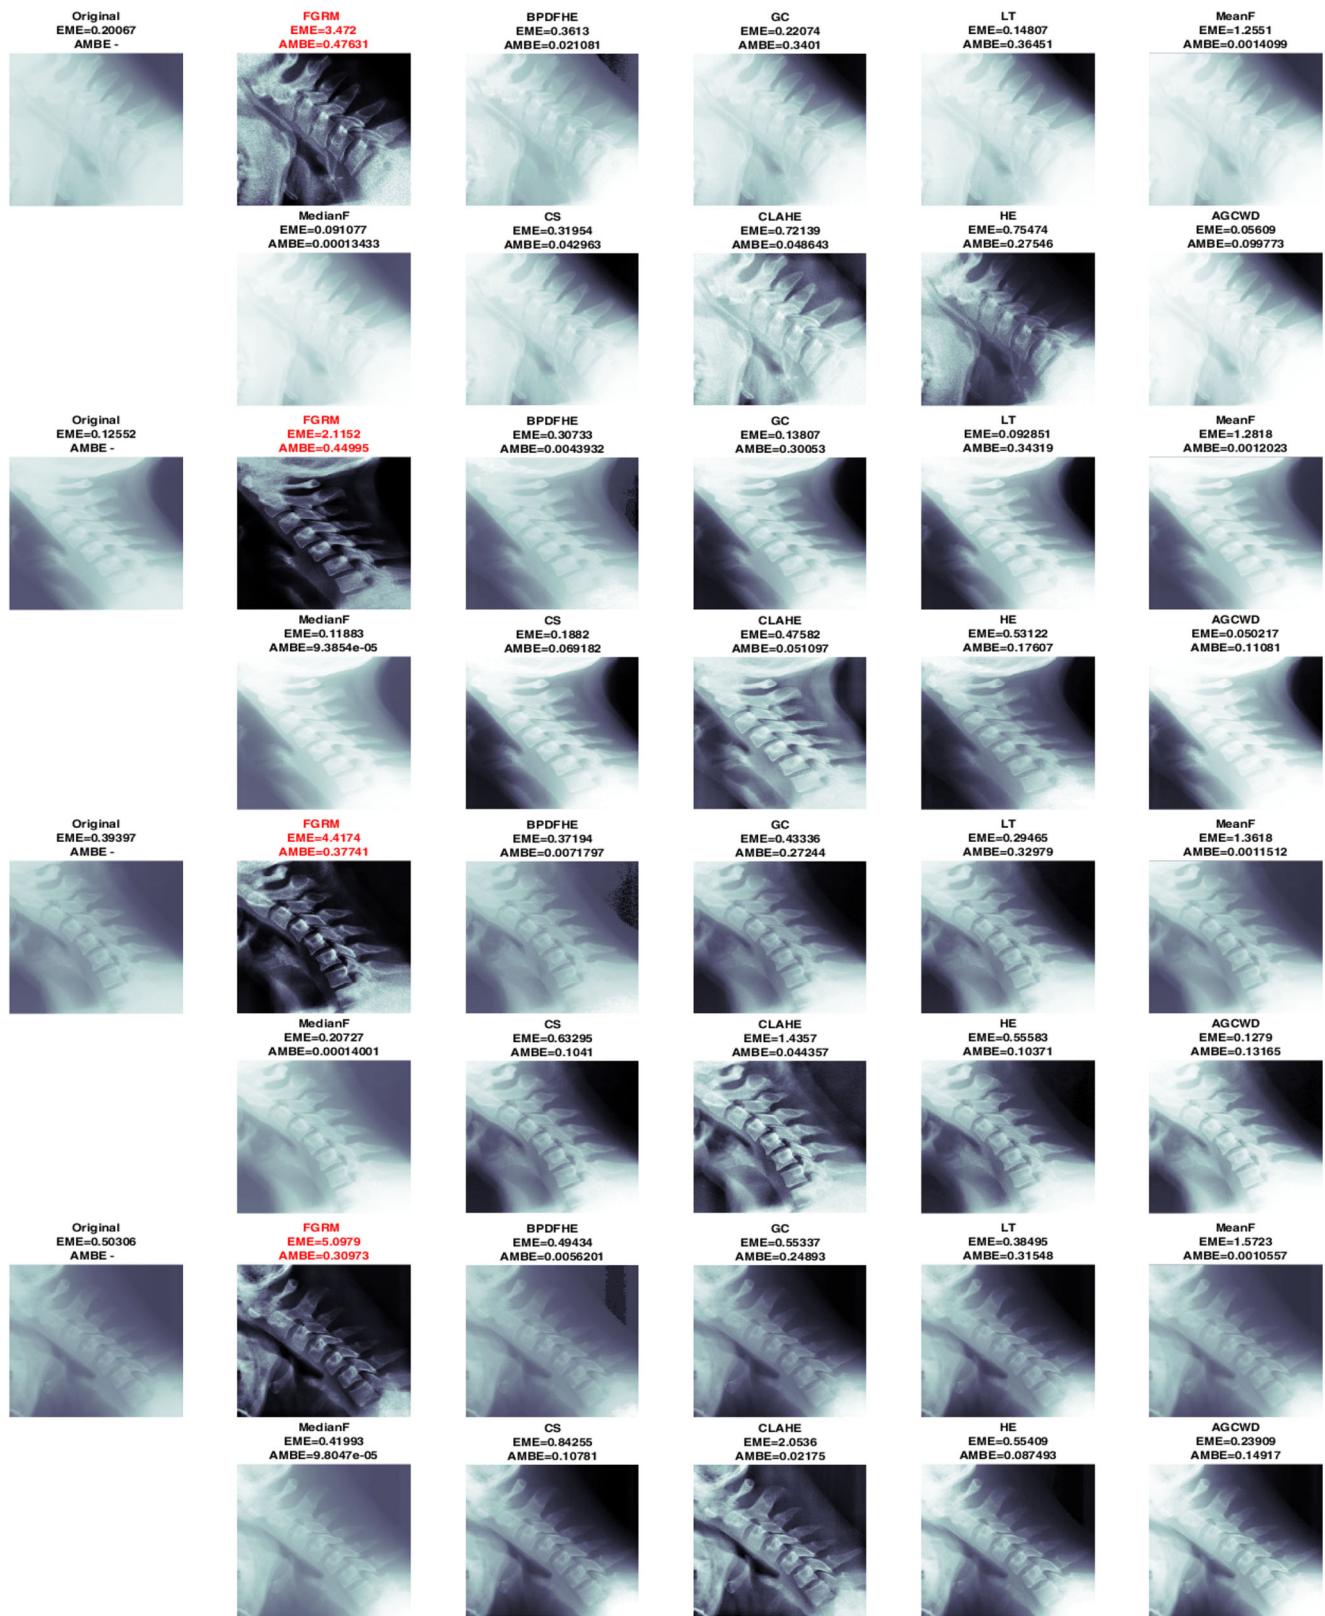 Original
EME=0.20067
AMBE -
FGRM
EME=3.472
AMBE=0.47631
BPDFHE
EME=0.3613
AMBE=0.021081
GC
EME=0.22074
AMBE=0.3401
LT
EME=0.14807
AMBE=0.36451
MeanF
EME=1.2551
AMBE=0.0014099
MedianF
EME=0.091077
AMBE=0.00013433
CS
EME=0.31954
AMBE=0.042963
CLAHE
EME=0.72139
AMBE=0.048643
HE
EME=0.75474
AMBE=0.27546
AGCWD
EME=0.05609
AMBE=0.099773
Original
EME=0.12552
AMBE -
FGRM
EME=2.1152
AMBE=0.44995
BPDFHE
EME=0.30733
AMBE=0.0043932
GC
EME=0.13807
AMBE=0.30053
LT
EME=0.092851
AMBE=0.34319
MeanF
EME=1.2818
AMBE=0.0012023
MedianF
EME=0.11883
AMBE=9.3854e-05
CS
EME=0.1882
AMBE=0.069182
CLAHE
EME=0.47582
AMBE=0.051097
HE
EME=0.53122
AMBE=0.17607
AGCWD
EME=0.050217
AMBE=0.11081
Original
EME=0.39397
AMBE -
FGRM
EME=4.4174
AMBE=0.37741
BPDFHE
EME=0.37194
AMBE=0.0071797
GC
EME=0.43336
AMBE=0.27244
LT
EME=0.29465
AMBE=0.32979
MeanF
EME=1.3618
AMBE=0.0011512
MedianF
EME=0.20727
AMBE=0.00014001
CS
EME=0.63295
AMBE=0.1041
CLAHE
EME=1.4357
AMBE=0.044357
HE
EME=0.55583
AMBE=0.10371
AGCWD
EME=0.1279
AMBE=0.13165
Original
EME=0.50306
AMBE -
FGRM
EME=5.0979
AMBE=0.30973
BPDFHE
EME=0.49434
AMBE=0.0056201
GC
EME=0.55337
AMBE=0.24893
LT
EME=0.38495
AMBE=0.31548
MeanF
EME=1.5723
AMBE=0.0010557
MedianF
EME=0.41993
AMBE=9.8047e-05
CS
EME=0.84255
AMBE=0.10781
CLAHE
EME=2.0536
AMBE=0.02175
HE
EME=0.55409
AMBE=0.087493
AGCWD
EME=0.23909
AMBE=0.14917